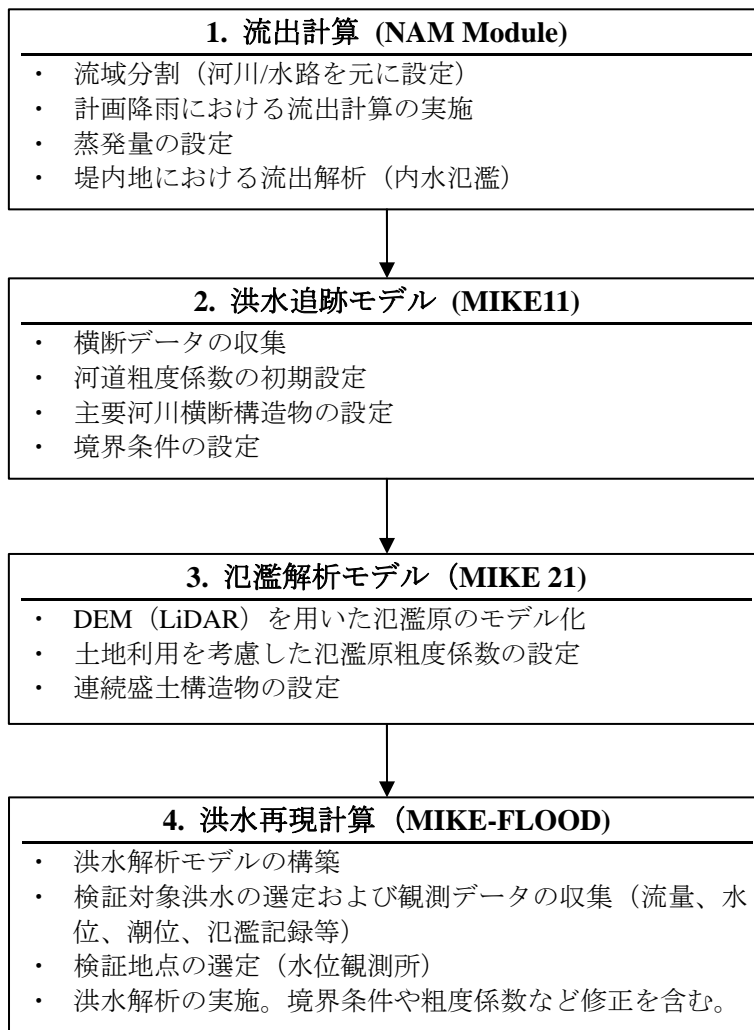 1. 流出計算 (NAM Module)
・ 流域分割（河川/水路を元に設定）
・ 計画降雨における流出計算の実施
・ 蒸発量の設定
・ 堤内地における流出解析（内水氾濫）
2. 洪水追跡モデル (MIKE11)
・ 横断データの収集
・ 河道粗度係数の初期設定
・ 主要河川横断構造物の設定
・ 境界条件の設定
3. 氾濫解析モデル（MIKE 21)
・ DEM（LiDAR）を用いた氾濫原のモデル化
・ 土地利用を考慮した氾濫原粗度係数の設定
・ 連続盛土構造物の設定
4. 洪水再現計算（MIKE-FLOOD)
・ 洪水解析モデルの構築
・ 検証対象洪水の選定および観測データの収集（流量、水
位、潮位、氾濫記録等）
・ 検証地点の選定（水位観測所）
・ 洪水解析の実施。境界条件や粗度係数など修正を含む。